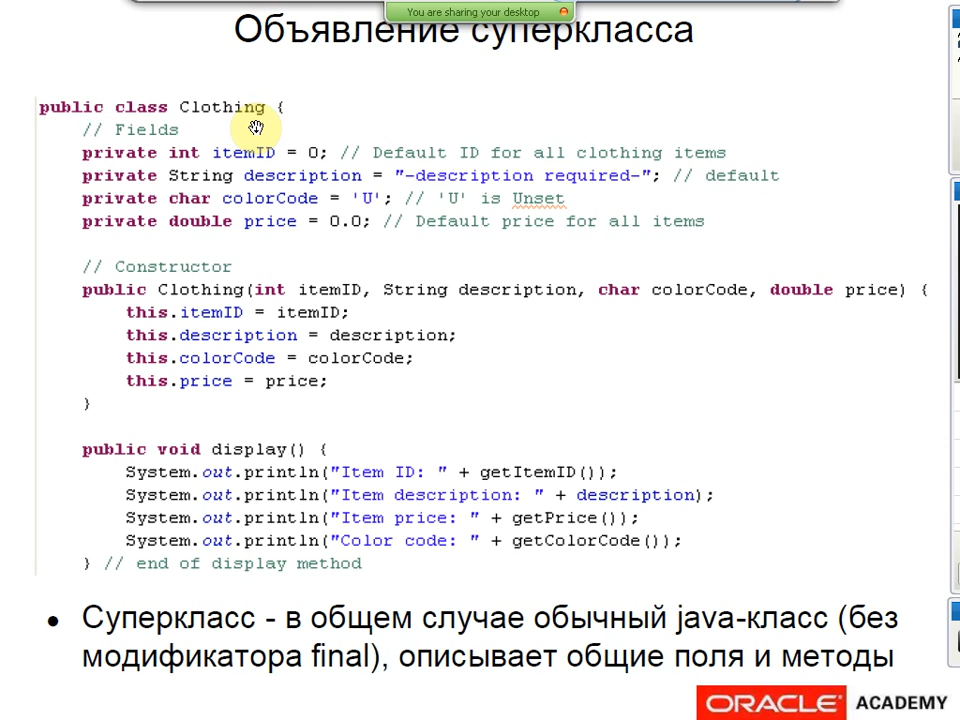 You are sharing your desktop
Объявление суперкласса
public class Clothing {
// Fields
private int itemID = 0; // Default ID for all clothing items
private String description = "-description required-"; // default
private char colorCode = 'U'; // 'U' is Unset
private double price = 0.0; // Default price for all items
// Constructor
public Clothing(int itemID, String description, char colorCode, double price) {
this.itemID = itemID;
this.description = description;
this.colorCode = colorCode;
this.price = price;
}
public void display() {
System.out.println("Item ID: " + getItemID());
System.out.println("Item description: " + description);
System.out.println("Item price: " + getPrice());
System.out.println("Color code: " + getColorCode());
} // end of display method
• Суперкласс - в общем случае обычный java-класс (без
модификатора final), описывает общие поля и методы
ORACLE ACADEMY